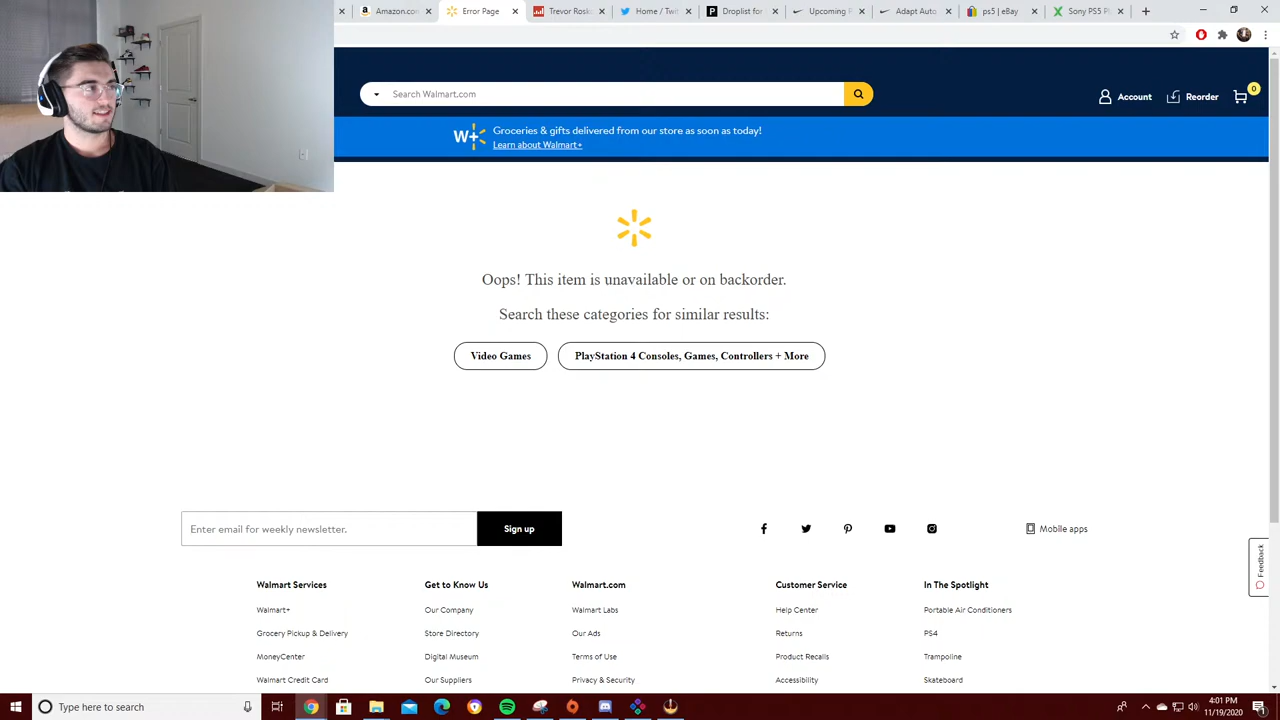 Amazon.co
Error Page
Trevor Rosk
Home / Twit
Droplist for
Upcoming R
Adapt Auto
ps5 | eBay
Sony PS5 Pl
Search Walmart.com
Account
Reorder
0
W+
Groceries & gifts delivered from our store as soon as today!
Learn about Walmart+
Oops! This item is unavailable or on backorder.
Search these categories for similar results:
Video Games
PlayStation 4 Consoles, Games, Controllers + More
Enter email for weekly newsletter.
Sign up
Mobile apps
Feedback
Walmart Services
Get to Know Us
Walmart.com
Customer Service
In The Spotlight
Walmart+
Our Company
Walmart Labs
Help Center
Portable Air Conditioners
Grocery Pickup & Delivery
Store Directory
Our Ads
Returns
PS4
MoneyCenter
Digital Museum
Terms of Use
Product Recalls
Trampoline
Walmart Credit Card
Our Suppliers
Privacy & Security
Accessibility
Skateboard
Type here to search
4:01 PM
11/19/2020